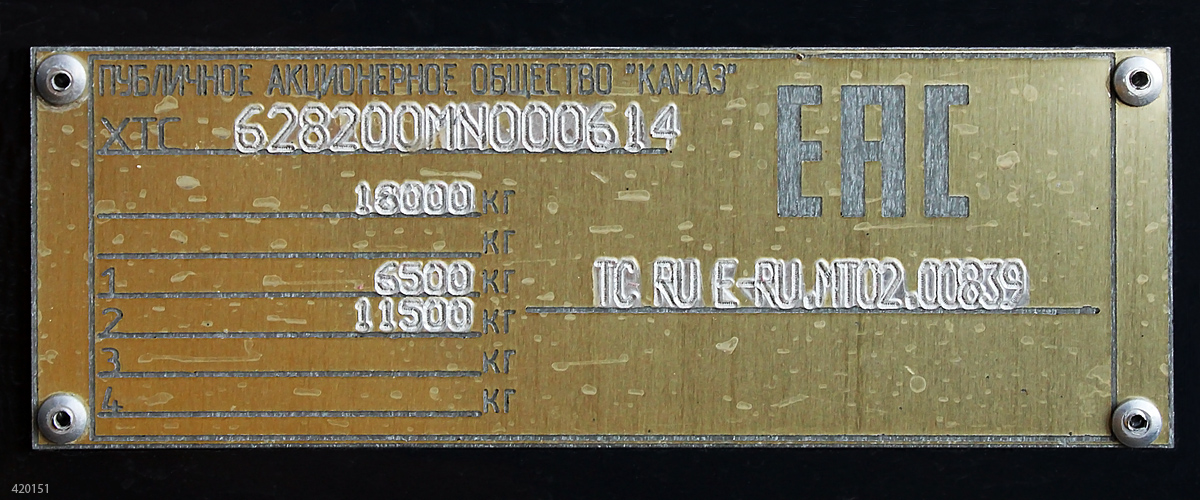 ПУБЛИЧНОЕ АКЦИОНЕРНОЕ ОБЩЕСТВО "КАМАЗ"
XTC 628200MN000614
EAC
18000 КГ
КГ
1 6500 КГ
TC RU E-RU.MT02.00839
2 11500 КГ
3 КГ
4 КГ
420151